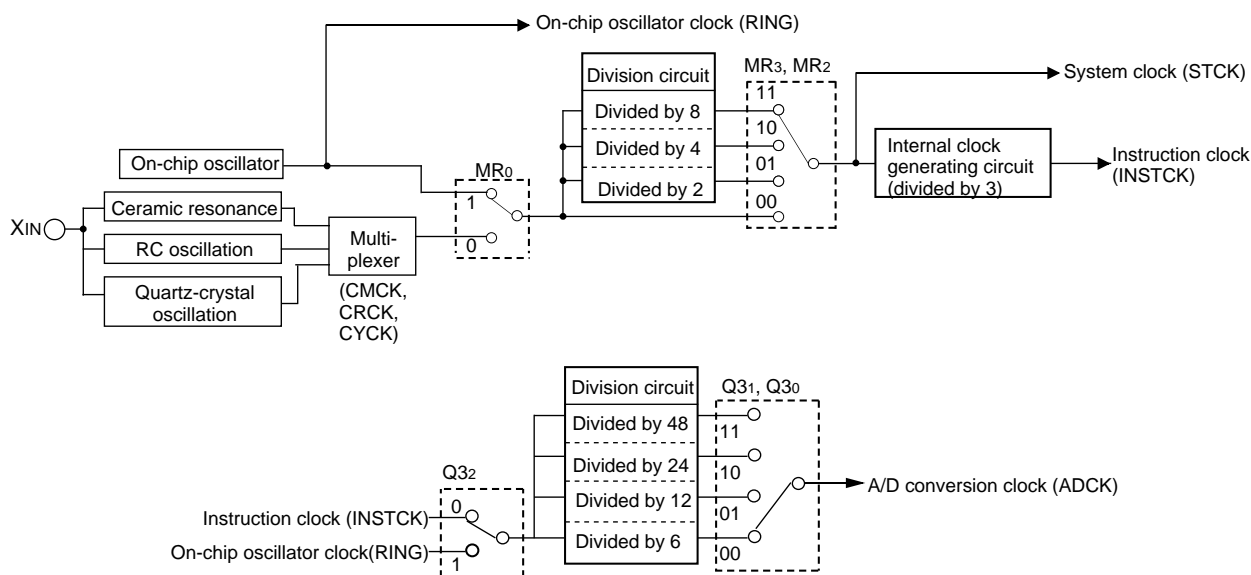 On-chip oscillator clock (RING)
Division circuit
Divided by 8
Divided by 4
Divided by 2
MR3, MR2
11
10
01
00
System clock (STCK)
Internal clock
generating circuit
(divided by 3)
Instruction clock
(INSTCK)
On-chip oscillator
MR0
1
0
XIN
Ceramic resonance
RC oscillation
Quartz-crystal
oscillation
Multi-
plexer
(CMCK,
CRCK,
CYCK)
Division circuit
Divided by 48
Divided by 24
Divided by 12
Divided by 6
Q31, Q30
11
10
01
00
A/D conversion clock (ADCK)
Q32
0
1
Instruction clock (INSTCK)
On-chip oscillator clock(RING)